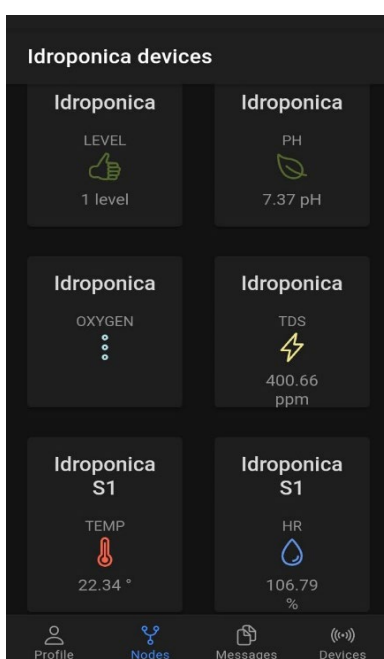 Idroponica devices
Idroponica
LEVEL
1 level
Idroponica
PH
7.37 pH
Idroponica
OXYGEN
Idroponica
TDS
400.66
ppm
Idroponica
S1
TEMP
22.34 °
Idroponica
S1
HR
106.79
%
Profile
Nodes
Messages
Devices